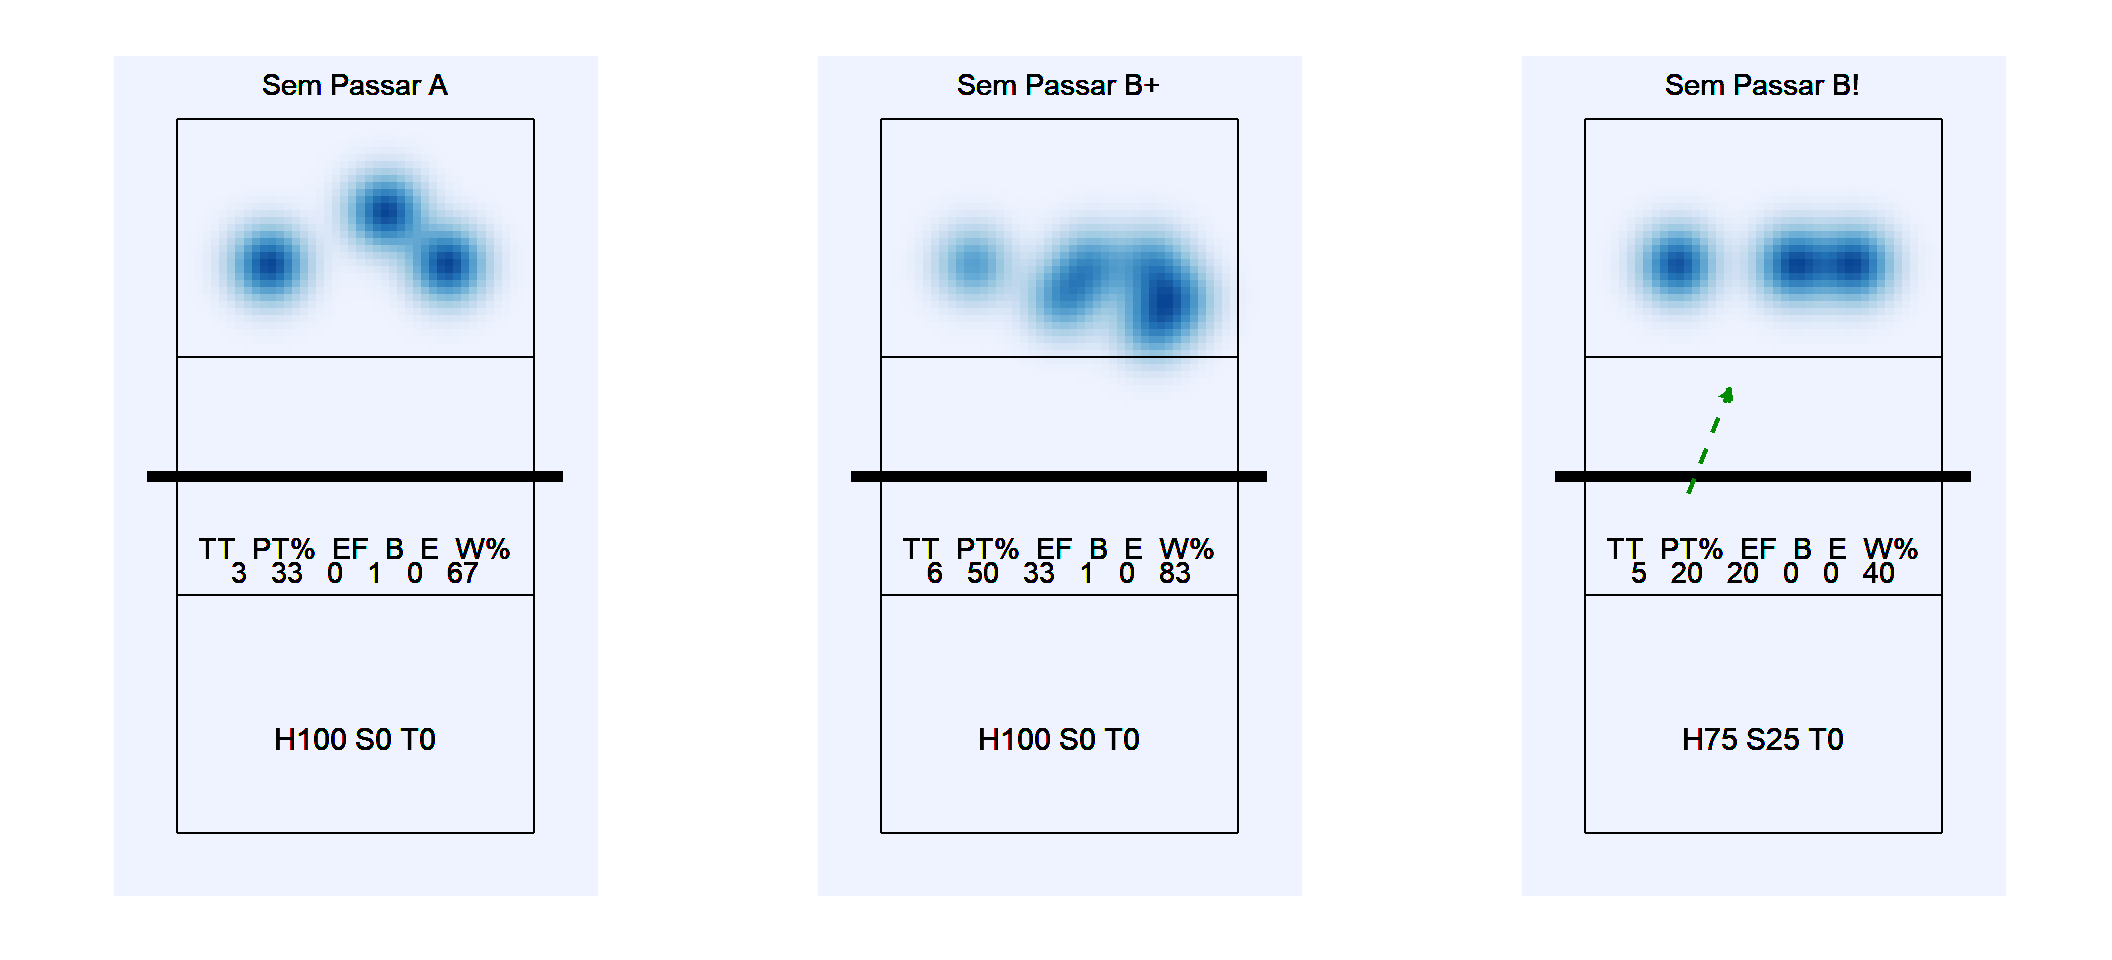 Sem Passar A
TT PT% EF B E W%
3 33 0 1 0 67
H100 S0 T0
Sem Passar B+
TT PT% EF B E W%
6 50 33 1 0 83
H100 S0 T0
Sem Passar B!
TT PT% EF B E W%
5 20 20 0 0 40
H75 S25 T0